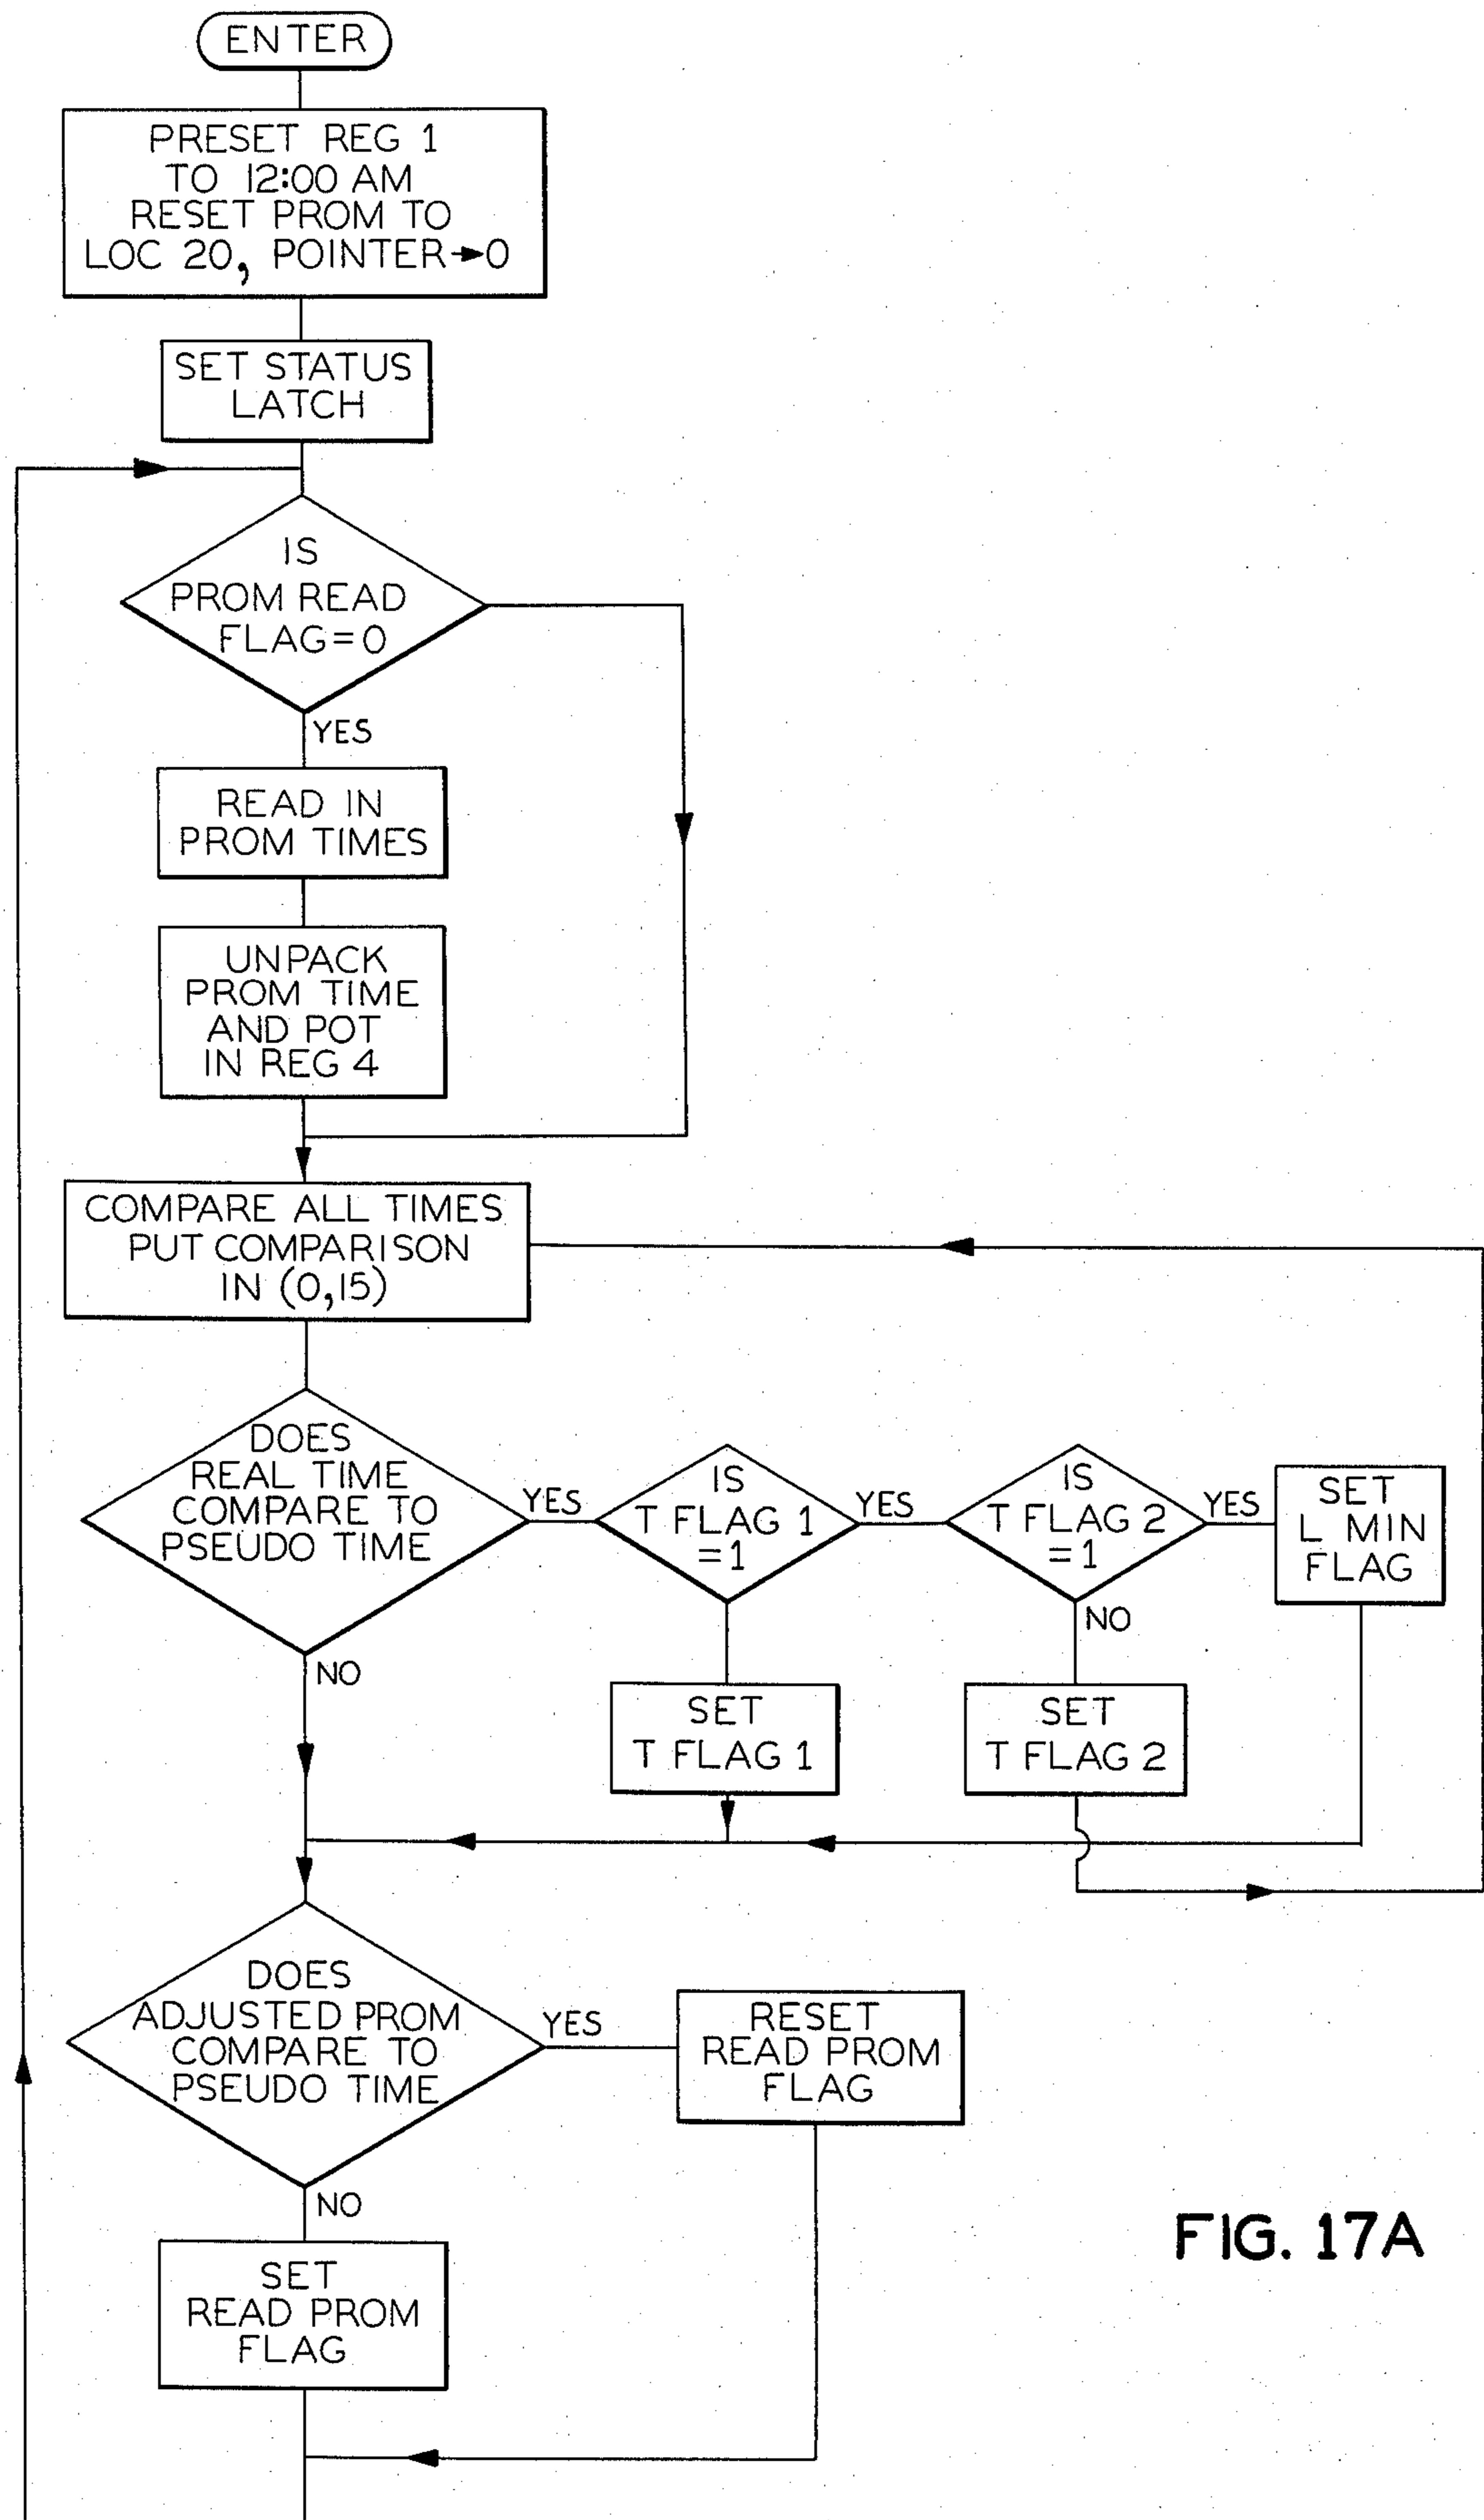 ENTER
PRESET REG 1
TO 12:00 AM
RESET PROM TO
LOC 20, POINTER→0
SET STATUS
LATCH
IS
PROM READ
FLAG=0
YES
READ IN
PROM TIMES
UNPACK
PROM TIME
AND POT
IN REG 4
COMPARE ALL TIMES
PUT COMPARISON
IN (0,15)
DOES
REAL TIME
COMPARE TO
PSEUDO TIME
YES
NO
IS
T FLAG 1
=1
YES
SET
T FLAG 1
IS
T FLAG 2
=1
YES
NO
SET
T FLAG 2
SET
L MIN
FLAG
DOES
ADJUSTED PROM
COMPARE TO
PSEUDO TIME
YES
NO
RESET
READ PROM
FLAG
SET
READ PROM
FLAG
FIG. 17A